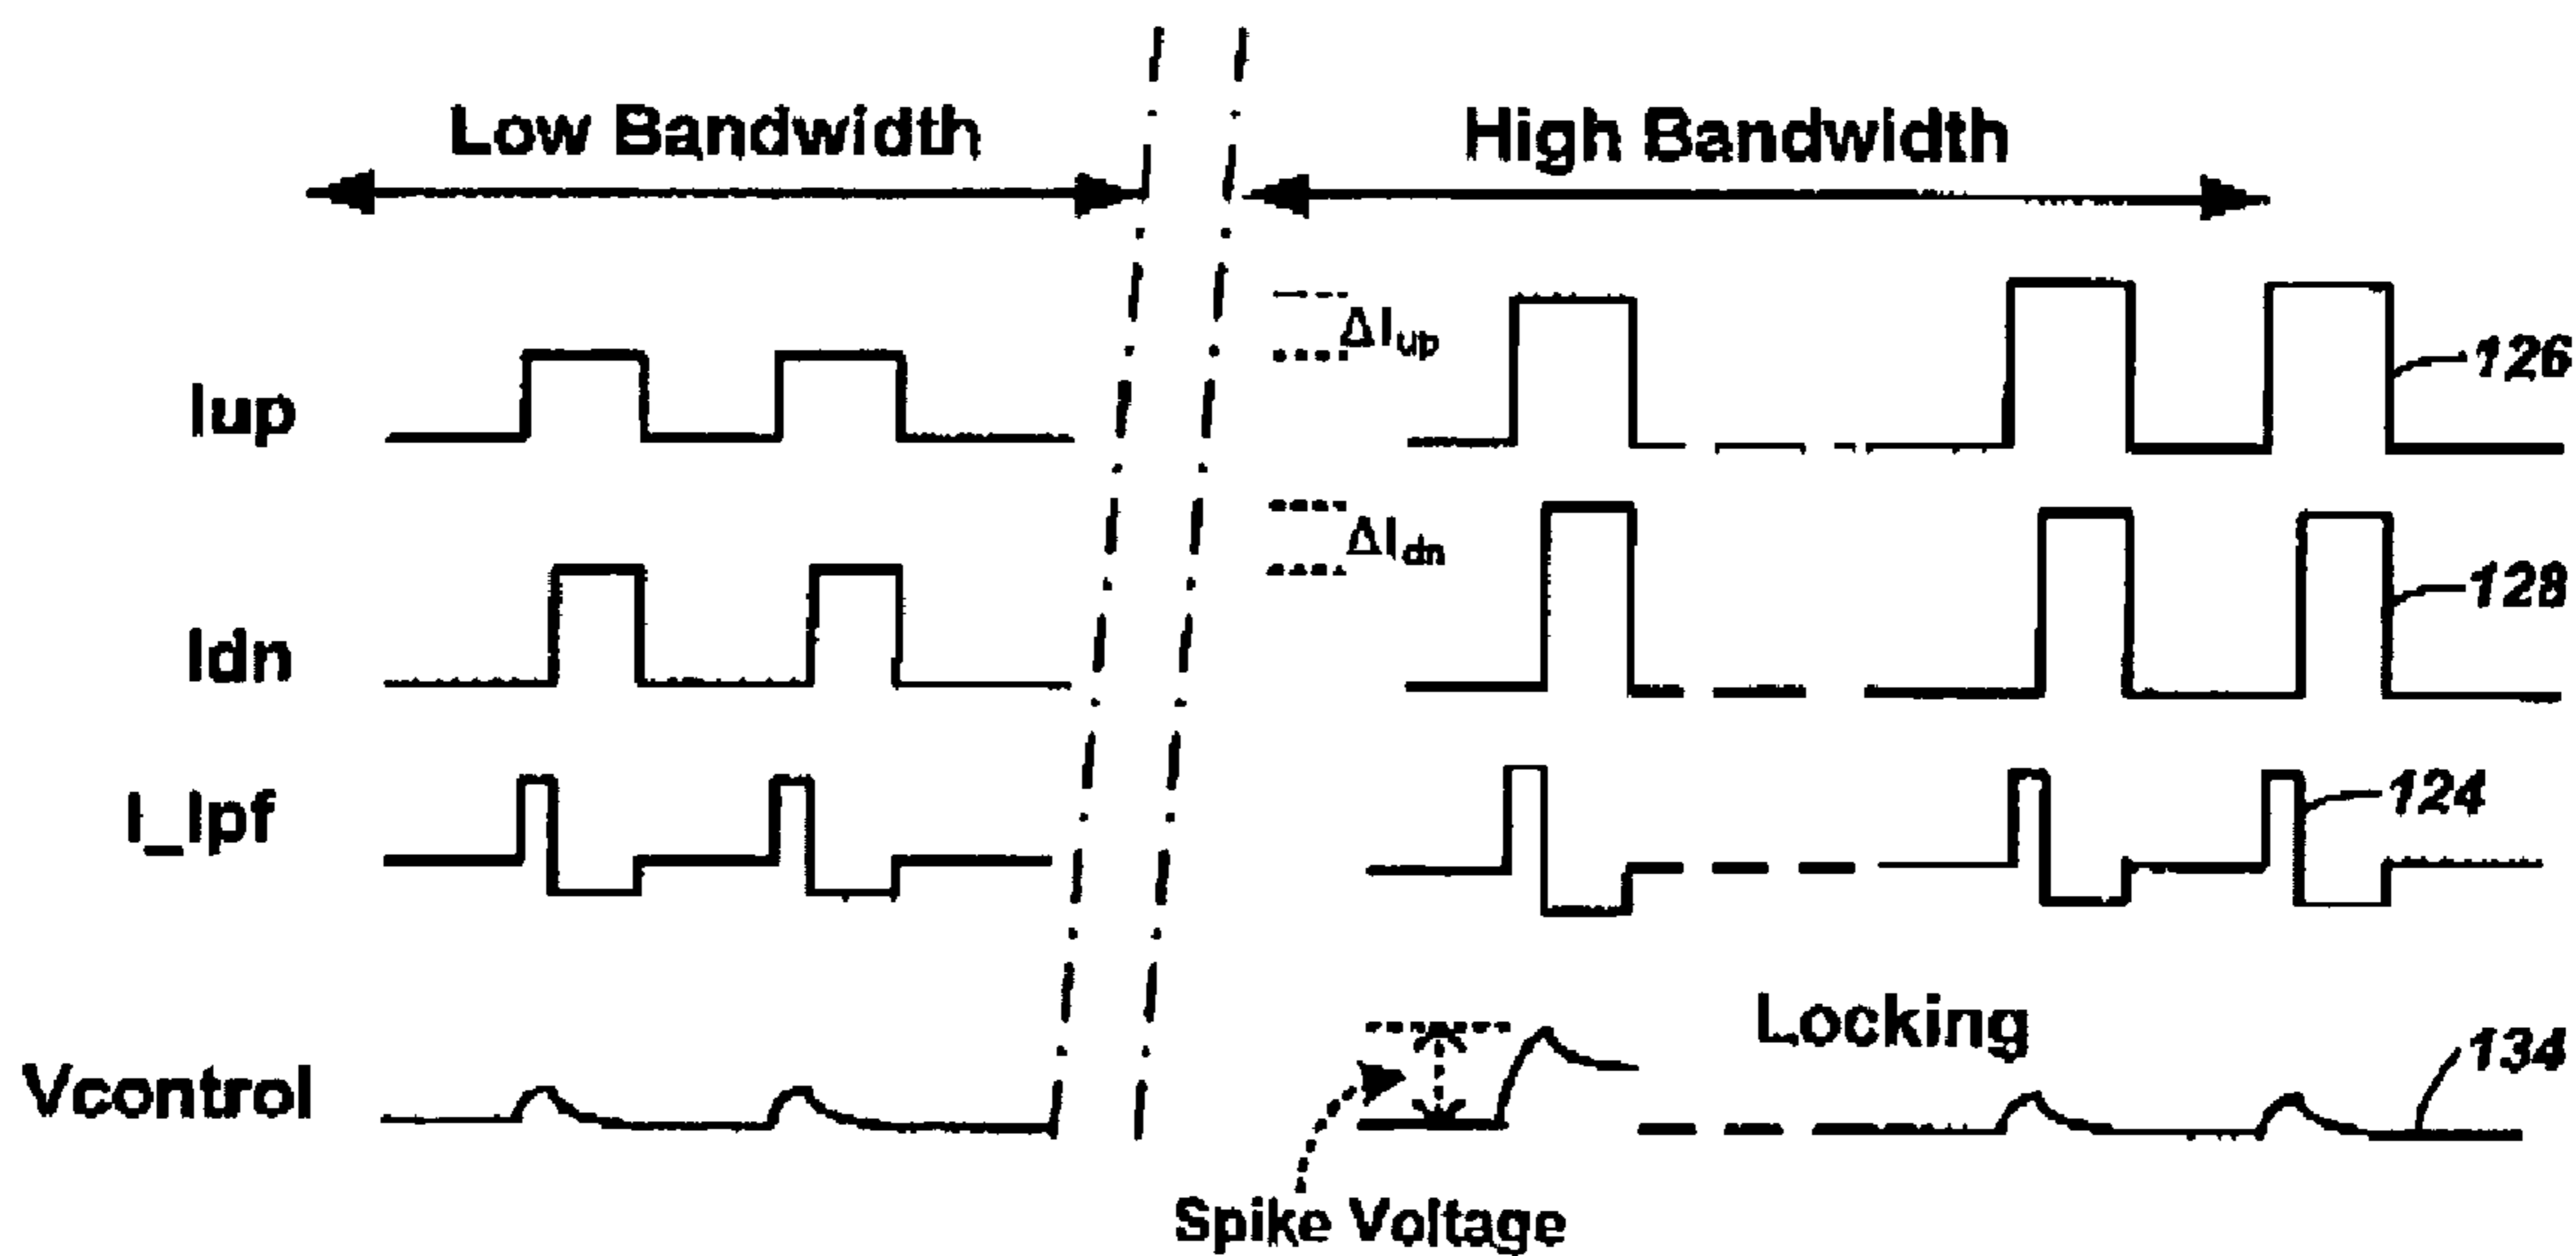 Low Bandwidth
High Bandwidth
Iup
ΔIup
126
Idn
ΔIdn
128
I_lpf
124
Vcontrol
Locking
134
Spike Voltage